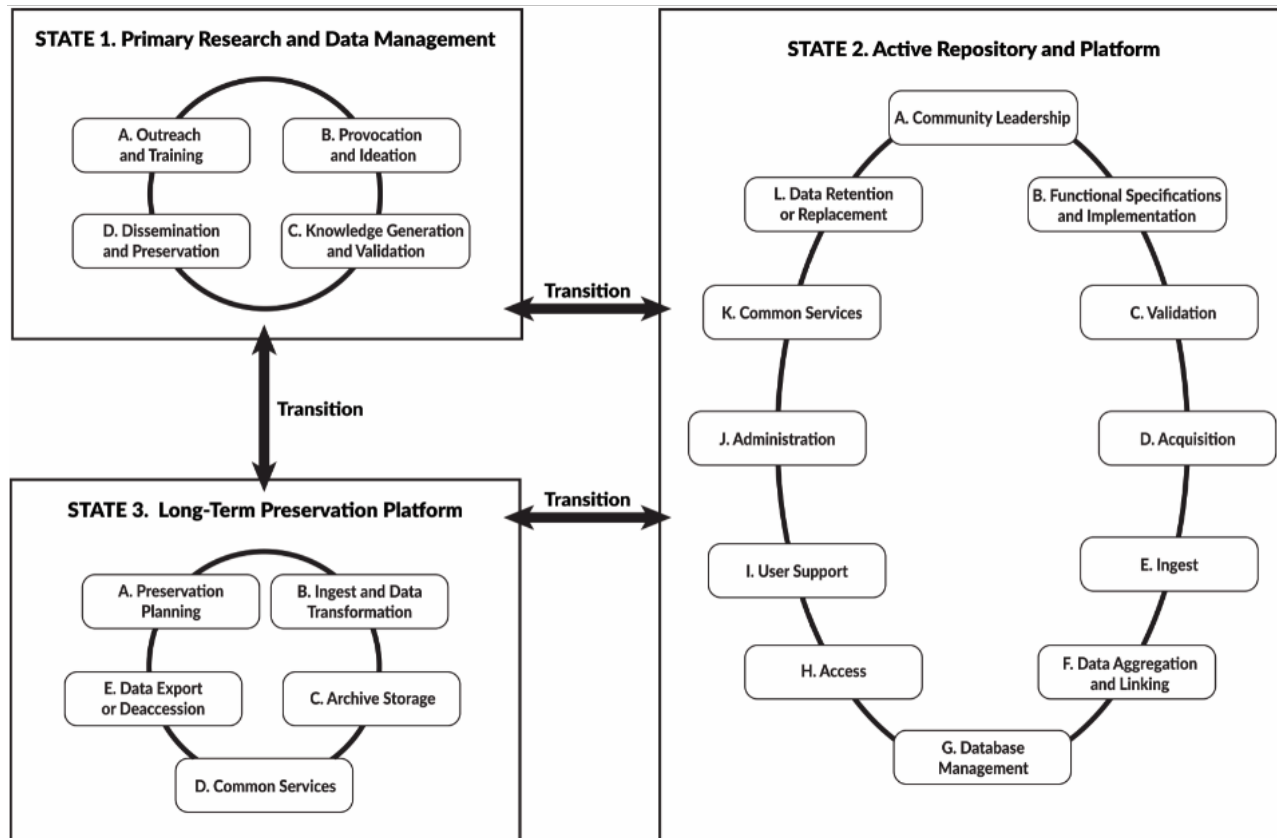 STATE 1. Primary Research and Data Management
A. Outreach
and Training
B. Provocation
and Ideation
C. Knowledge Generation
and Validation
D. Dissemination
and Preservation
Transition
Transition
STATE 3. Long-Term Preservation Platform
A. Preservation
Planning
B. Ingest and Data
Transformation
C. Archive Storage
D. Common Services
E. Data Export
or Deaccession
Transition
STATE 2. Active Repository and Platform
A. Community Leadership
B. Functional Specifications
and Implementation
C. Validation
D. Acquisition
E. Ingest
F. Data Aggregation
and Linking
G. Database
Management
H. Access
I. User Support
J. Administration
K. Common Services
L. Data Retention
or Replacement